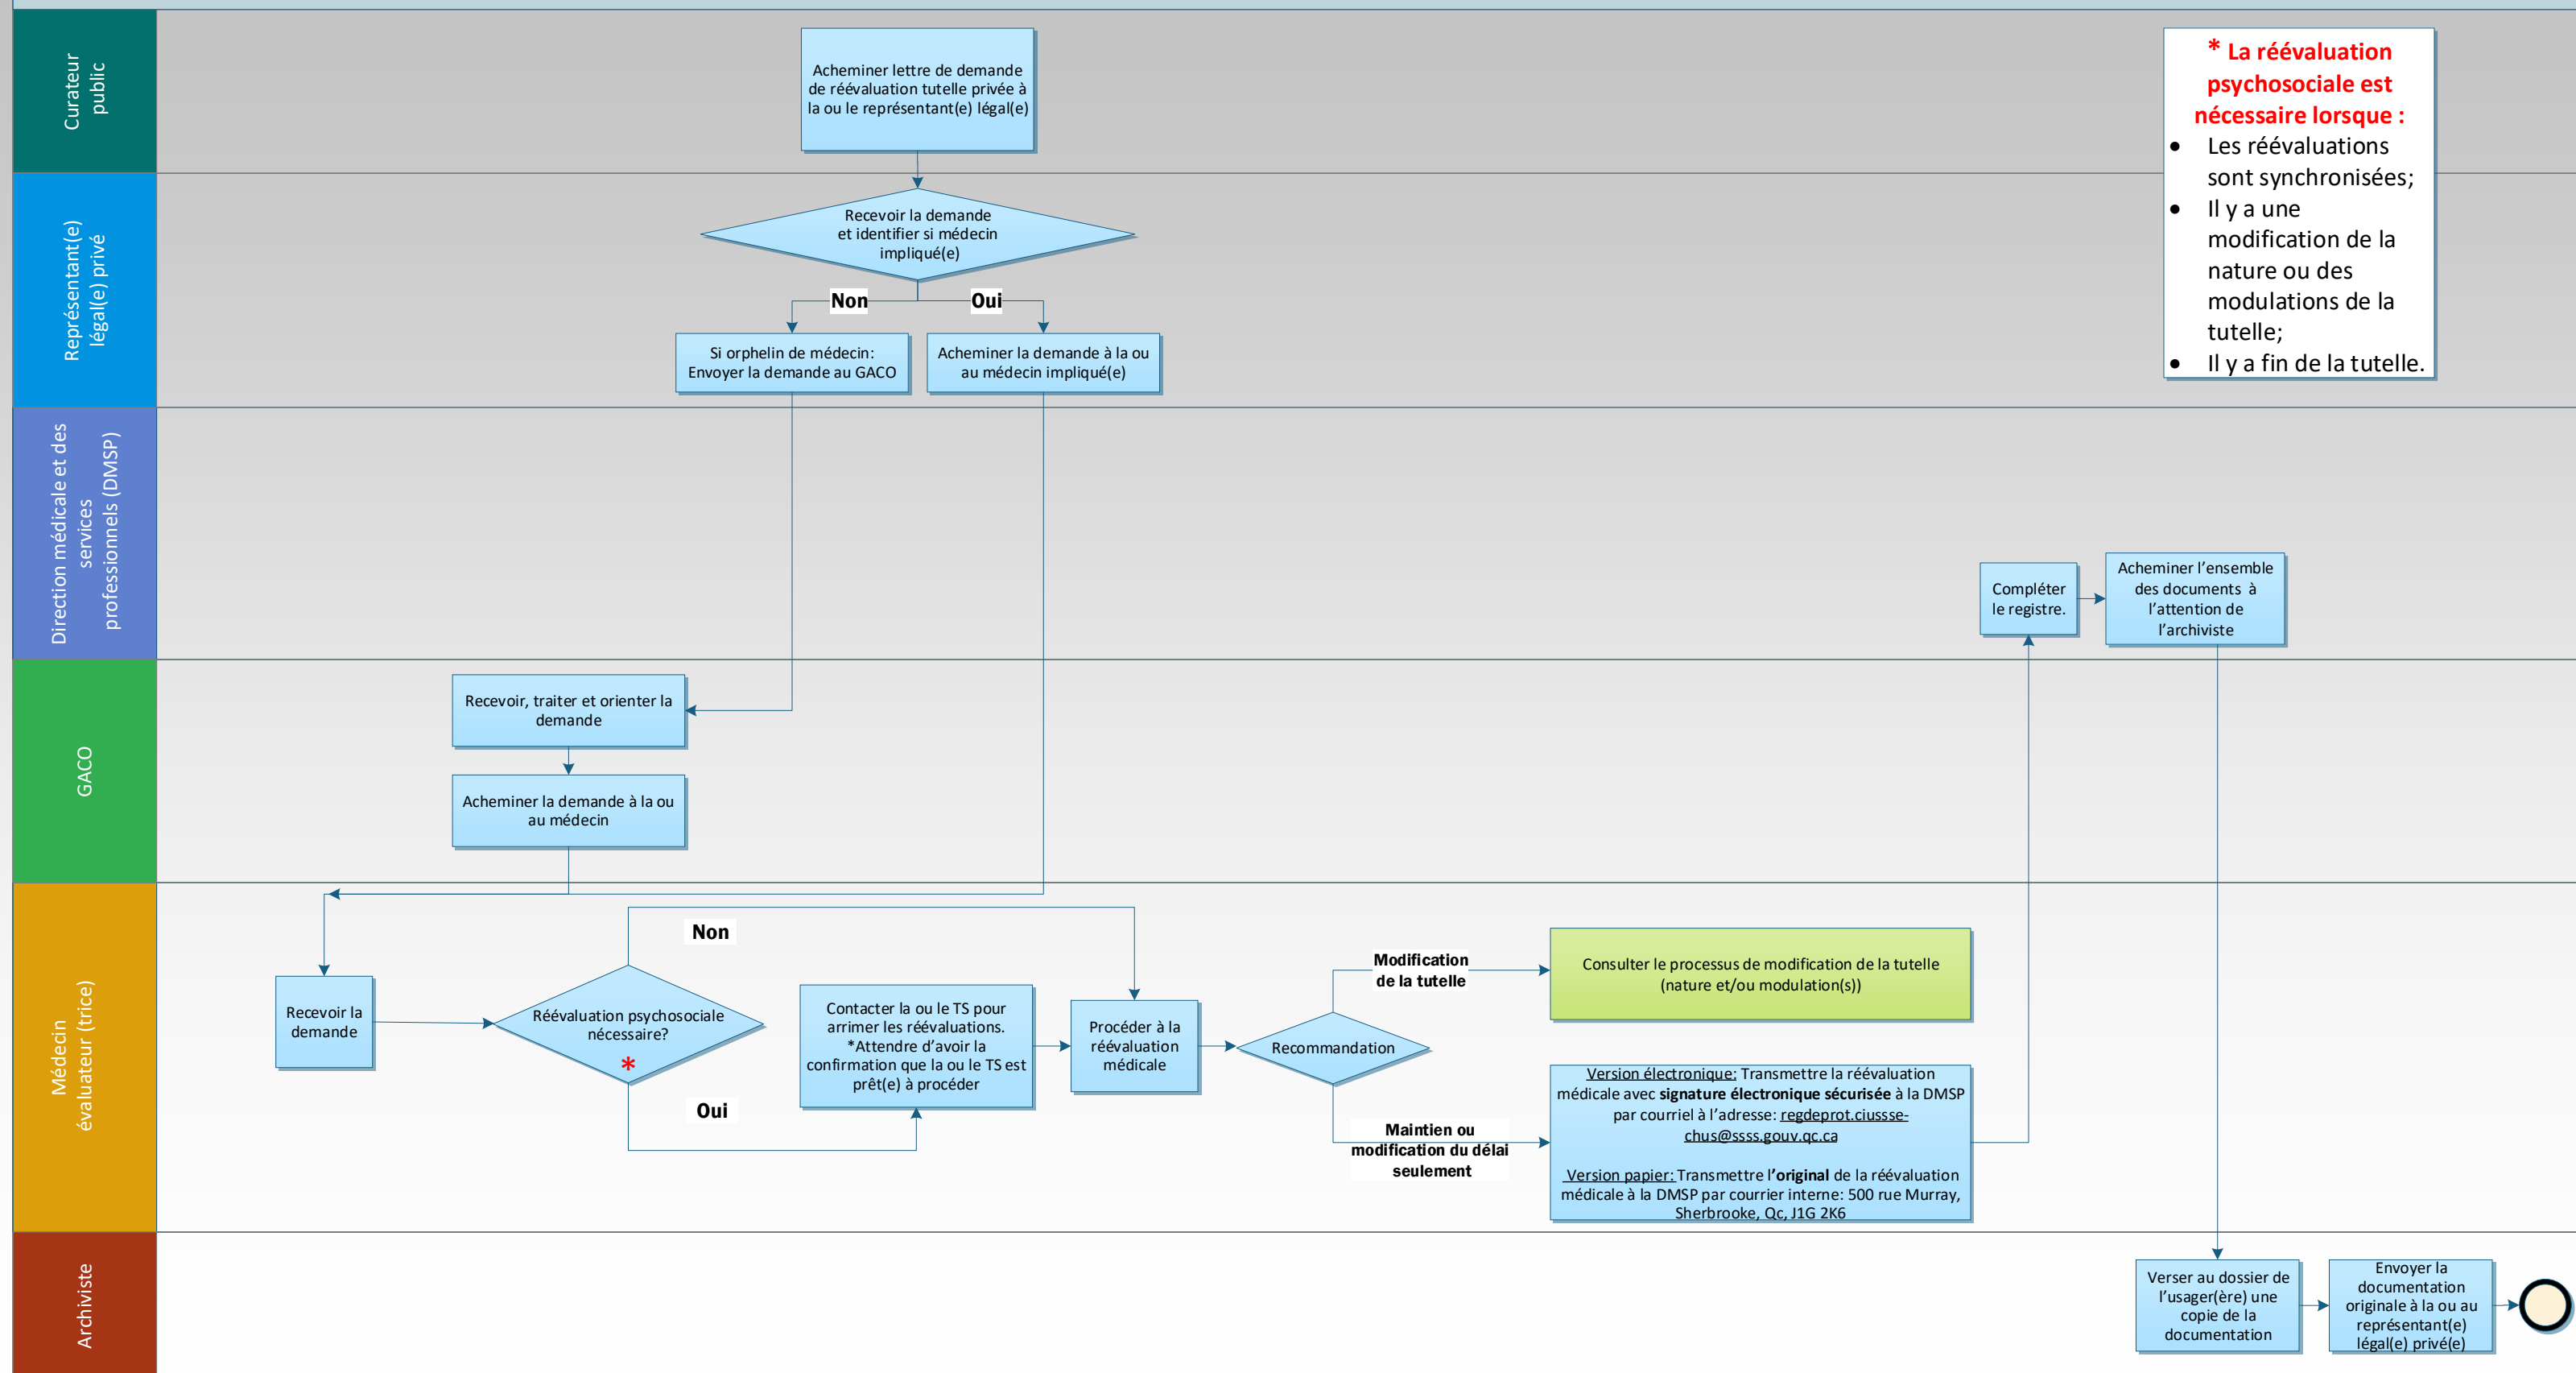 Curateur
public
Acheminer lettre de demande
de réévaluation tutelle privée à
la ou le représentant(e) légal(e)
* La réévaluation
psychosociale est
nécessaire lorsque :
• Les réévaluations
sont synchronisées;
• Il y a une
modification de la
nature ou des
modulations de la
tutelle;
• Il y a fin de la tutelle.
Représentant(e)
légal(e) privé
Recevoir la demande
et identifier si médecin
impliqué(e)
Non
Oui
Si orphelin de médecin:
Envoyer la demande au GACO
Acheminer la demande à la ou
au médecin impliqué(e)
Direction médicale et des
services
professionnels (DMSP)
Compléter
le registre.
Acheminer l’ensemble
des documents à
l’attention de
l’archiviste
GACO
Recevoir, traiter et orienter la
demande
Acheminer la demande à la ou
au médecin
Médecin
évaluateur (trice)
Recevoir la
demande
Réévaluation psychosociale
nécessaire?
*
Non
Oui
Contacter la ou le TS pour
arrimer les réévaluations.
*Attendre d’avoir la
confirmation que la ou le TS est
prêt(e) à procéder
Procéder à la
réévaluation
médicale
Recommandation
Modification
de la tutelle
Consulter le processus de modification de la tutelle
(nature et/ou modulation(s))
Maintien ou
modification du délai
seulement
Version électronique: Transmettre la réévaluation
médicale avec signature électronique sécurisée à la DMSP
par courriel à l’adresse: regdeprot.ciussse-
chus@ssss.gouv.qc.ca
Version papier: Transmettre l’original de la réévaluation
médicale à la DMSP par courrier interne: 500 rue Murray,
Sherbrooke, Qc, J1G 2K6
Archiviste
Verser au dossier de
l’usager(ère) une
copie de la
documentation
Envoyer la
documentation
originale à la ou au
représentant(e)
légal(e) privé(e)